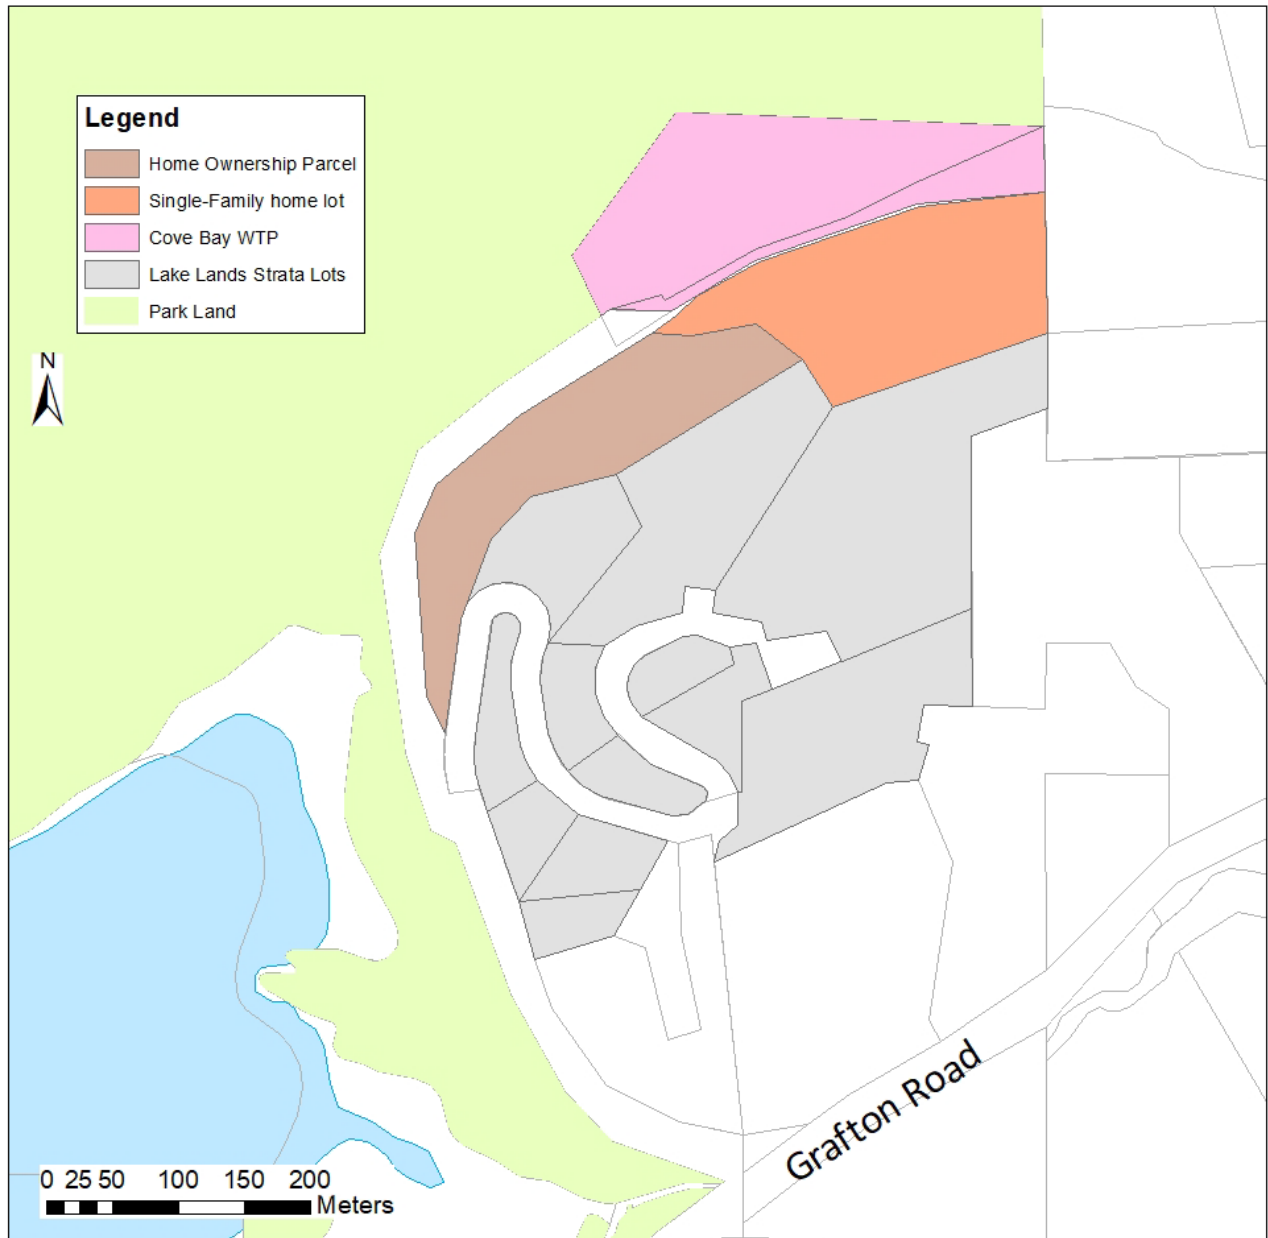 Legend
Home Ownership Parcel
Single-Family home lot
Cove Bay WTP
Lake Lands Strata Lots
Park Land
N
Grafton Road
0 25 50 100 150 200
Meters